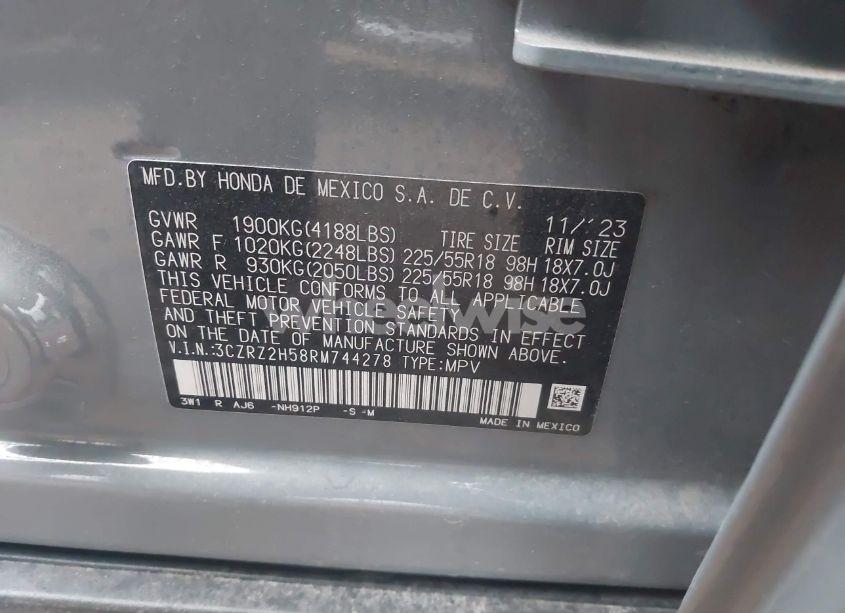 MFD.BY HONDA DE MEXICO S.A. DE C.V.
11/'23
GVWR 1900KG(4188LBS) TIRE SIZE RIM SIZE
GAWR F 1020KG(2248LBS) 225/55R18 98H 18X7.0J
GAWR R 930KG(2050LBS) 225/55R18 98H 18X7.0J
THIS VEHICLE CONFORMS TO ALL APPLICABLE
FEDERAL MOTOR VEHICLE SAFETY
AND THEFT PREVENTION STANDARDS IN EFFECT
ON THE DATE OF MANUFACTURE SHOWN ABOVE.
V.I.N.:3CZRZ2H58RM744278 TYPE:MPV
3W1 R AJ6 -NH912P -S -M
MADE IN MEXICO
wheelwise